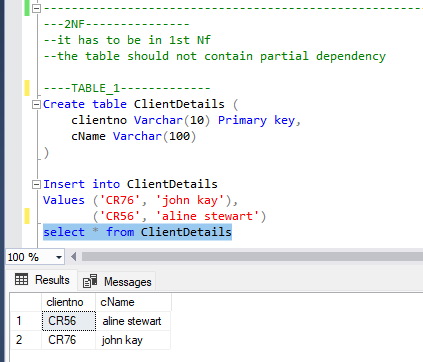 ---2NF---------------
--it has to be in 1st Nf
--the table should not contain partial dependency
----TABLE_1-------------
Create table ClientDetails (
clientno Varchar(10) Primary key,
cName Varchar(100)
)
Insert into ClientDetails
Values ('CR76', 'john kay'),
('CR56', 'aline stewart')
select * from ClientDetails
100 %
Results Messages
clientno cName
1 CR56 aline stewart
2 CR76 john kay